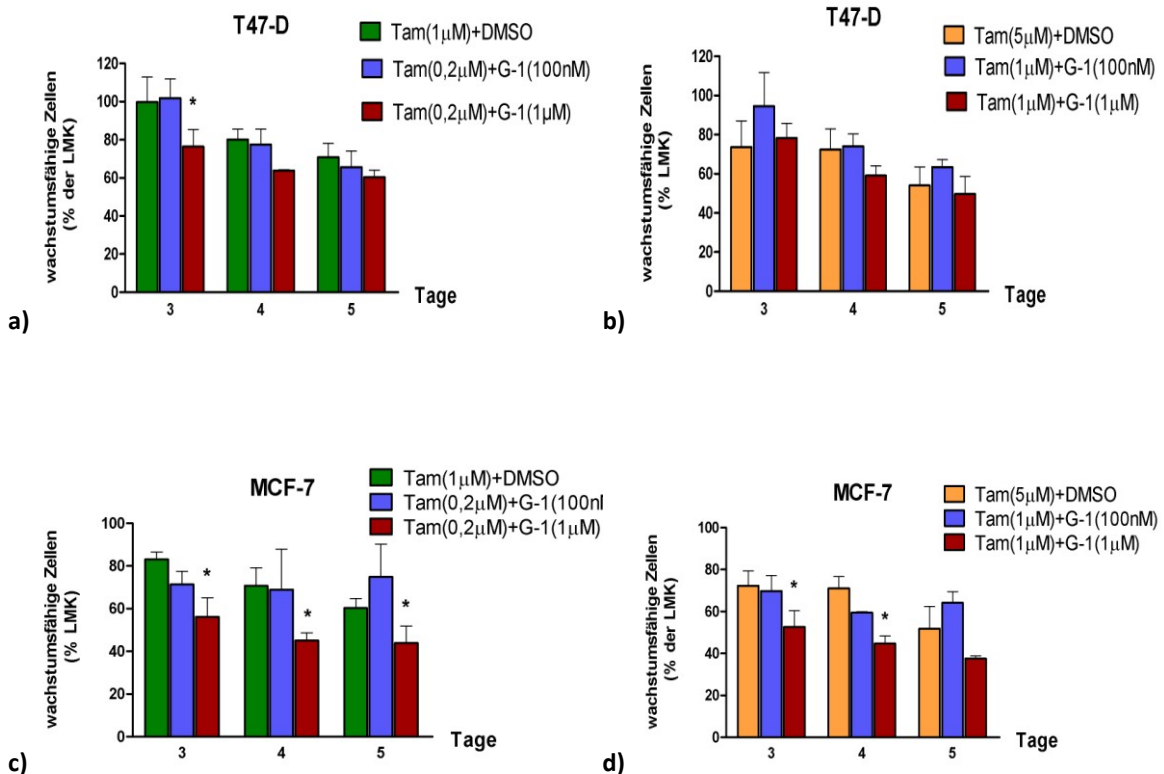 T47-D
Tam(1μM)+DMSO
Tam(0,2μM)+G-1(100nM)
Tam(0,2μM)+G-1(1μM)
wachstumsfähige Zellen
(% der LMK)
120
100
80
60
40
20
0
*
3
4
5
Tage
a)
T47-D
Tam(5μM)+DMSO
Tam(1μM)+G-1(100nM)
Tam(1μM)+G-1(1μM)
wachstumsfähige Zellen
(% LMK)
120
100
80
60
40
20
0
3
4
5
Tage
b)
MCF-7
Tam(1μM)+DMSO
Tam(0,2μM)+G-1(100nI
Tam(0,2μM)+G-1(1μM)
wachstumsfähige Zellen
(% LMK)
100
80
60
40
20
0
*
*
*
3
4
5
Tage
c)
MCF-7
Tam(5μM)+DMSO
Tam(1μM)+G-1(100nM)
Tam(1μM)+G-1(1μM)
wachstumsfähige Zellen
(% der LMK)
100
80
60
40
20
0
*
*
3
4
5
Tage
d)